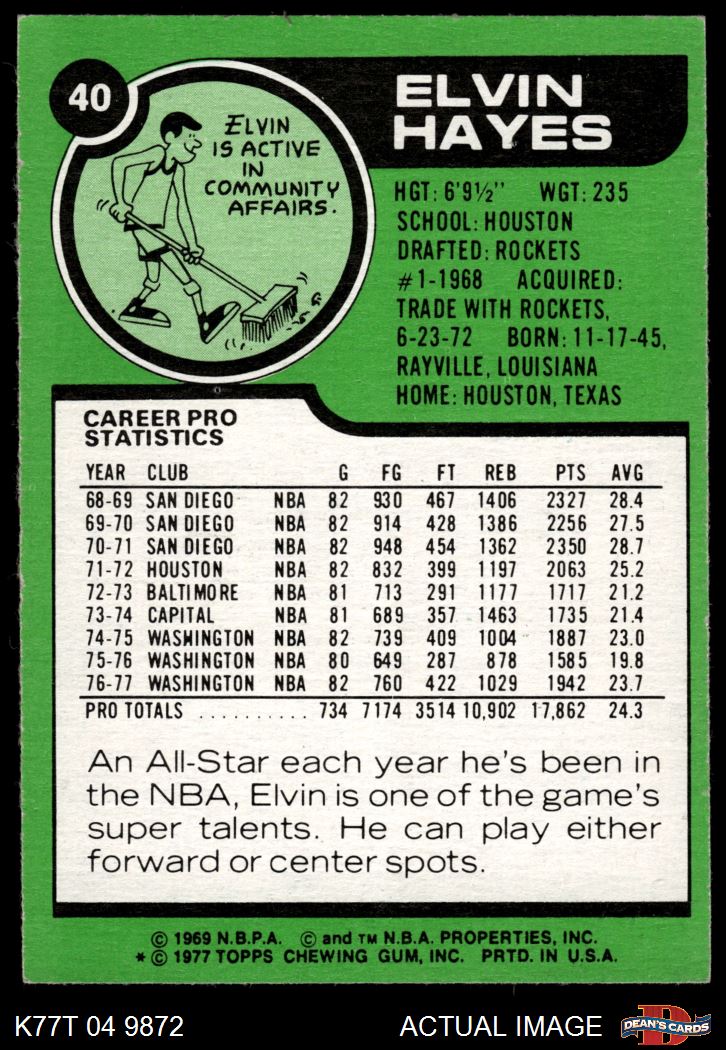 40
ELVIN
HAYES
ELVIN
IS ACTIVE
IN
COMMUNITY
AFFAIRS.
HGT: 6'9½" WGT: 235
SCHOOL: HOUSTON
DRAFTED: ROCKETS
#1-1968 ACQUIRED:
TRADE WITH ROCKETS,
6-23-72 BORN: 11-17-45,
RAYVILLE, LOUISIANA
HOME: HOUSTON, TEXAS
CAREER PRO
STATISTICS
YEAR CLUB G FG FT REB PTS AVG
68-69 SAN DIEGO NBA 82 930 467 1406 2327 28.4
69-70 SAN DIEGO NBA 82 914 428 1386 2256 27.5
70-71 SAN DIEGO NBA 82 948 454 1362 2350 28.7
71-72 HOUSTON NBA 82 832 399 1197 2063 25.2
72-73 BALTIMORE NBA 81 713 291 1177 1717 21.2
73-74 CAPITAL NBA 81 689 357 1463 1735 21.4
74-75 WASHINGTON NBA 82 739 409 1004 1887 23.0
75-76 WASHINGTON NBA 80 649 287 878 1585 19.8
76-77 WASHINGTON NBA 82 760 422 1029 1942 23.7
PRO TOTALS .......... 734 7174 3514 10,902 17,862 24.3
An All-Star each year he's been in
the NBA, Elvin is one of the game's
super talents. He can play either
forward or center spots.
© 1969 N.B.P.A. © and TM N.B.A. PROPERTIES, INC.
* © 1977 TOPPS CHEWING GUM, INC. PRTD. IN U.S.A.
K77T 04 9872 ACTUAL IMAGE
D
DEAN'S CARDS